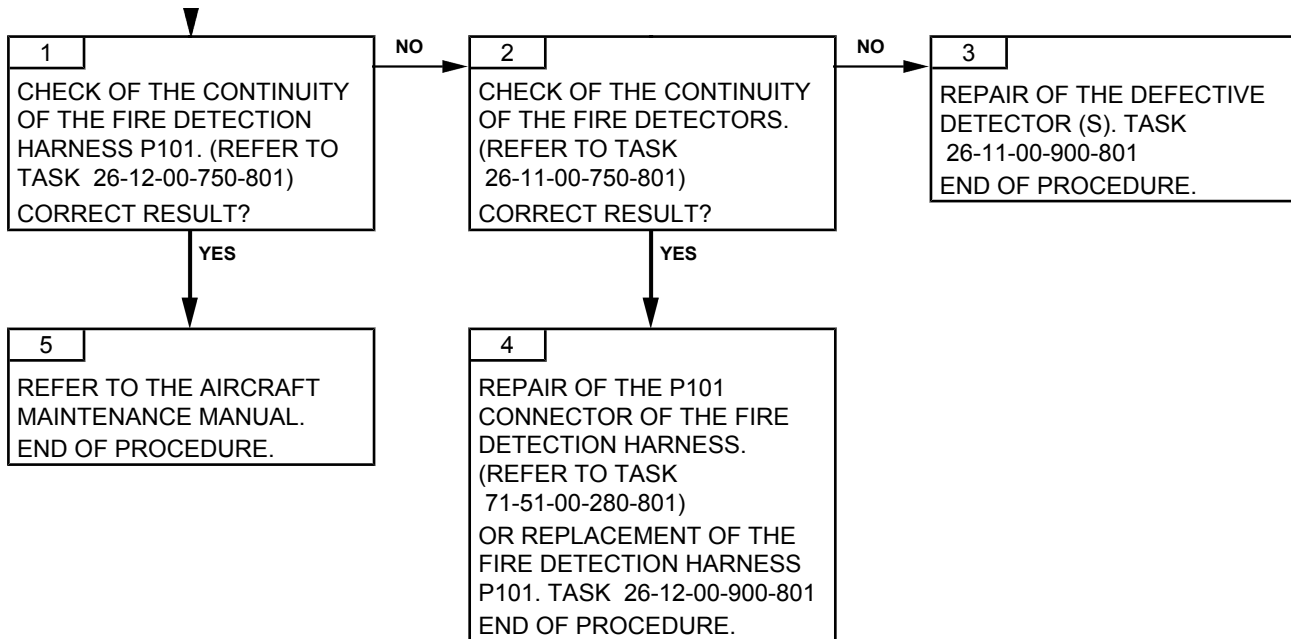 1
CHECK OF THE CONTINUITY
OF THE FIRE DETECTION
HARNESS P101. (REFER TO
TASK 26-12-00-750-801)
CORRECT RESULT?
NO
2
CHECK OF THE CONTINUITY
OF THE FIRE DETECTORS.
(REFER TO TASK
26-11-00-750-801)
CORRECT RESULT?
NO
3
REPAIR OF THE DEFECTIVE
DETECTOR (S). TASK
26-11-00-900-801
END OF PROCEDURE.
YES
YES
5
REFER TO THE AIRCRAFT
MAINTENANCE MANUAL.
END OF PROCEDURE.
4
REPAIR OF THE P101
CONNECTOR OF THE FIRE
DETECTION HARNESS.
(REFER TO TASK
71-51-00-280-801)
OR REPLACEMENT OF THE
FIRE DETECTION HARNESS
P101. TASK 26-12-00-900-801
END OF PROCEDURE.